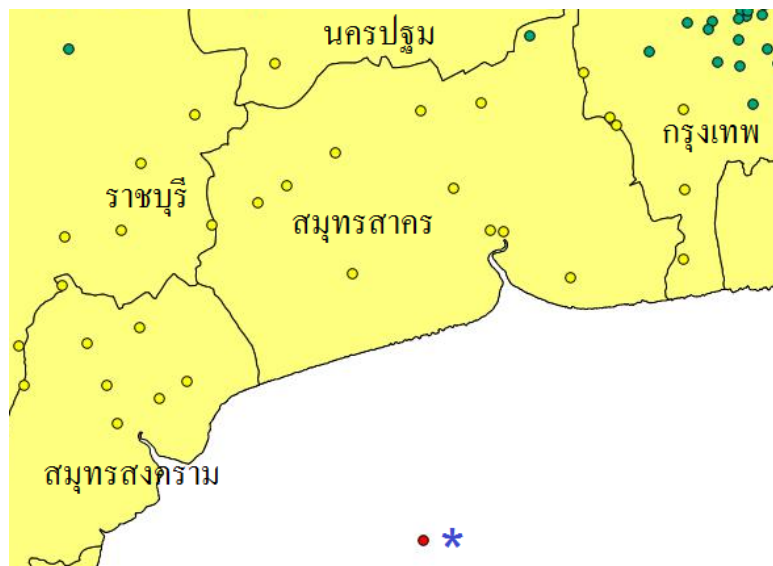 นครปฐม
กรุงเทพ
ราชบุรี
สมุทรสาคร
สมุทรสงคราม
*